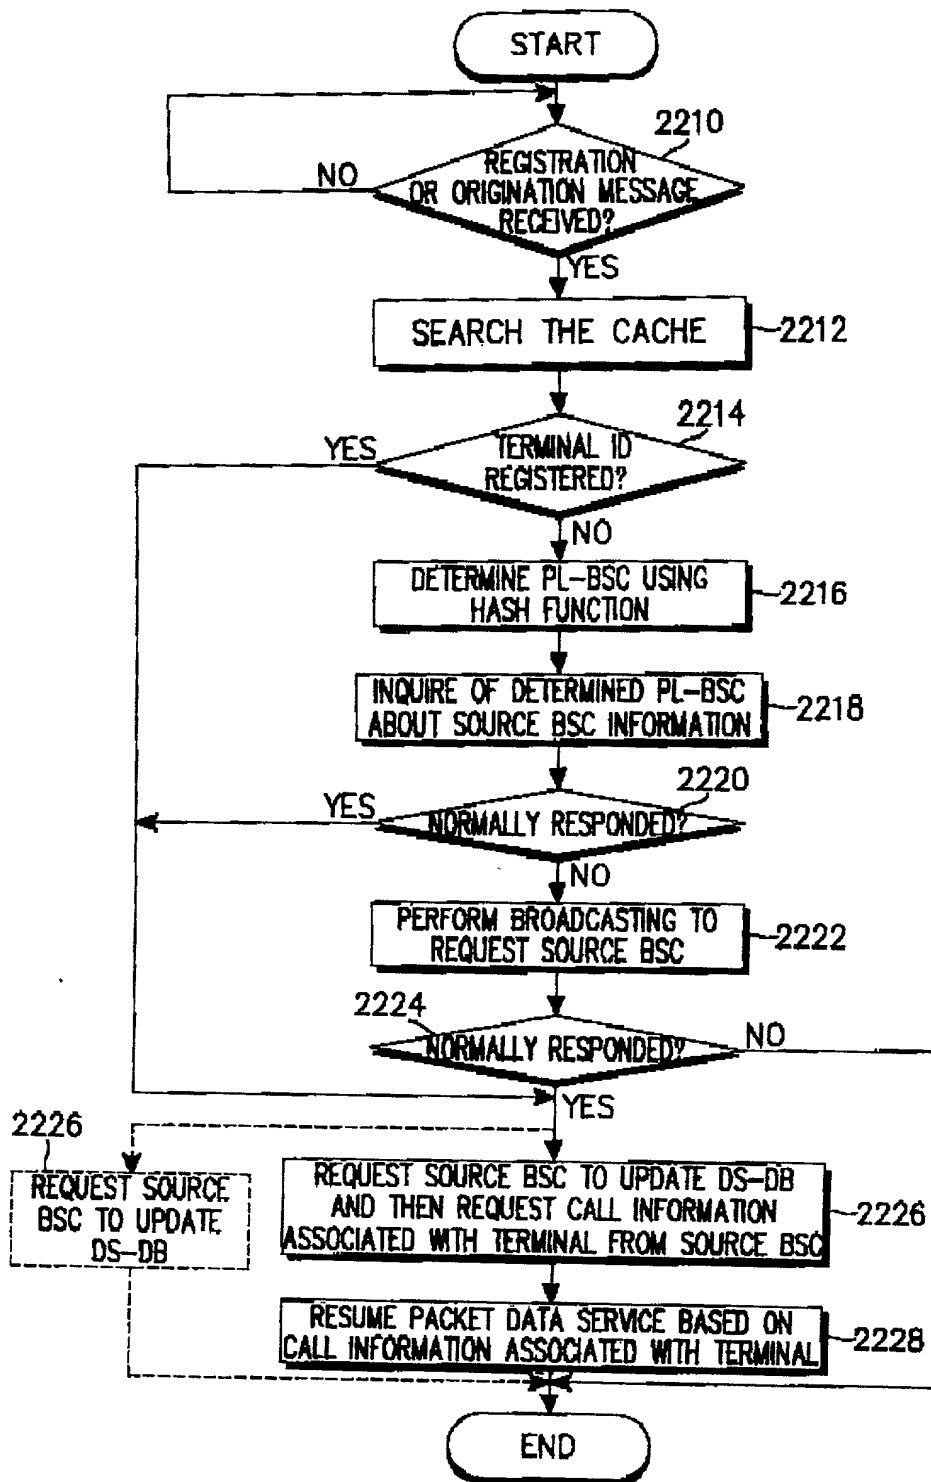 START
2210
REGISTRATION
OR ORIGINATION MESSAGE
RECEIVED?
NO
YES
SEARCH THE CACHE
2212
2214
YES
TERMINAL ID
REGISTERED?
NO
DETERMINE PL-BSC USING
HASH FUNCTION
2216
INQUIRE OF DETERMINED PL-BSC
ABOUT SOURCE BSC INFORMATION
2218
2220
YES
NORMALLY RESPONDED?
NO
PERFORM BROADCASTING TO
REQUEST SOURCE BSC
2222
2224
NORMALLY RESPONDED?
NO
YES
2226
REQUEST SOURCE
BSC TO UPDATE
DS-DB
REQUEST SOURCE BSC TO UPDATE DS-DB
AND THEN REQUEST CALL INFORMATION
ASSOCIATED WITH TERMINAL FROM SOURCE BSC
2226
RESUME PACKET DATA SERVICE BASED ON
CALL INFORMATION ASSOCIATED WITH TERMINAL
2228
END